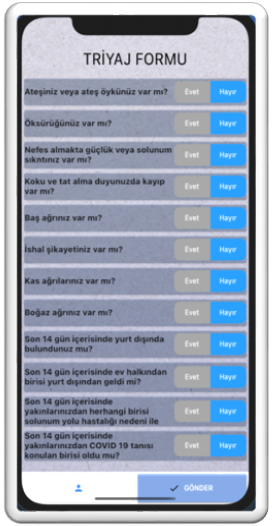 TRİYAJ FORMU
Ateşiniz veya ateş öykünüz var mı? Evet Hayır
Öksürüğünüz var mı? Evet Hayır
Nefes almakta güçlük veya solunum
sıkıntınız var mı? Evet Hayır
Koku ve tat alma duyunuzda kayıp
var mı? Evet Hayır
Baş ağrınız var mı? Evet Hayır
İshal şikayetiniz var mı? Evet Hayır
Kas ağrılarınız var mı? Evet Hayır
Boğaz ağrınız var mı? Evet Hayır
Son 14 gün içerisinde yurt dışında
bulundunuz mu? Evet Hayır
Son 14 gün içerisinde ev halkından
birisi yurt dışından geldi mi? Evet Hayır
Son 14 gün içerisinde
yakınlarınızdan herhangi birisi
solunum yolu hastalığı nedeni ile Evet Hayır
Son 14 gün içerisinde
yakınlarınızdan COVID 19 tanısı
konulan birisi oldu mu? Evet Hayır
GÖNDER